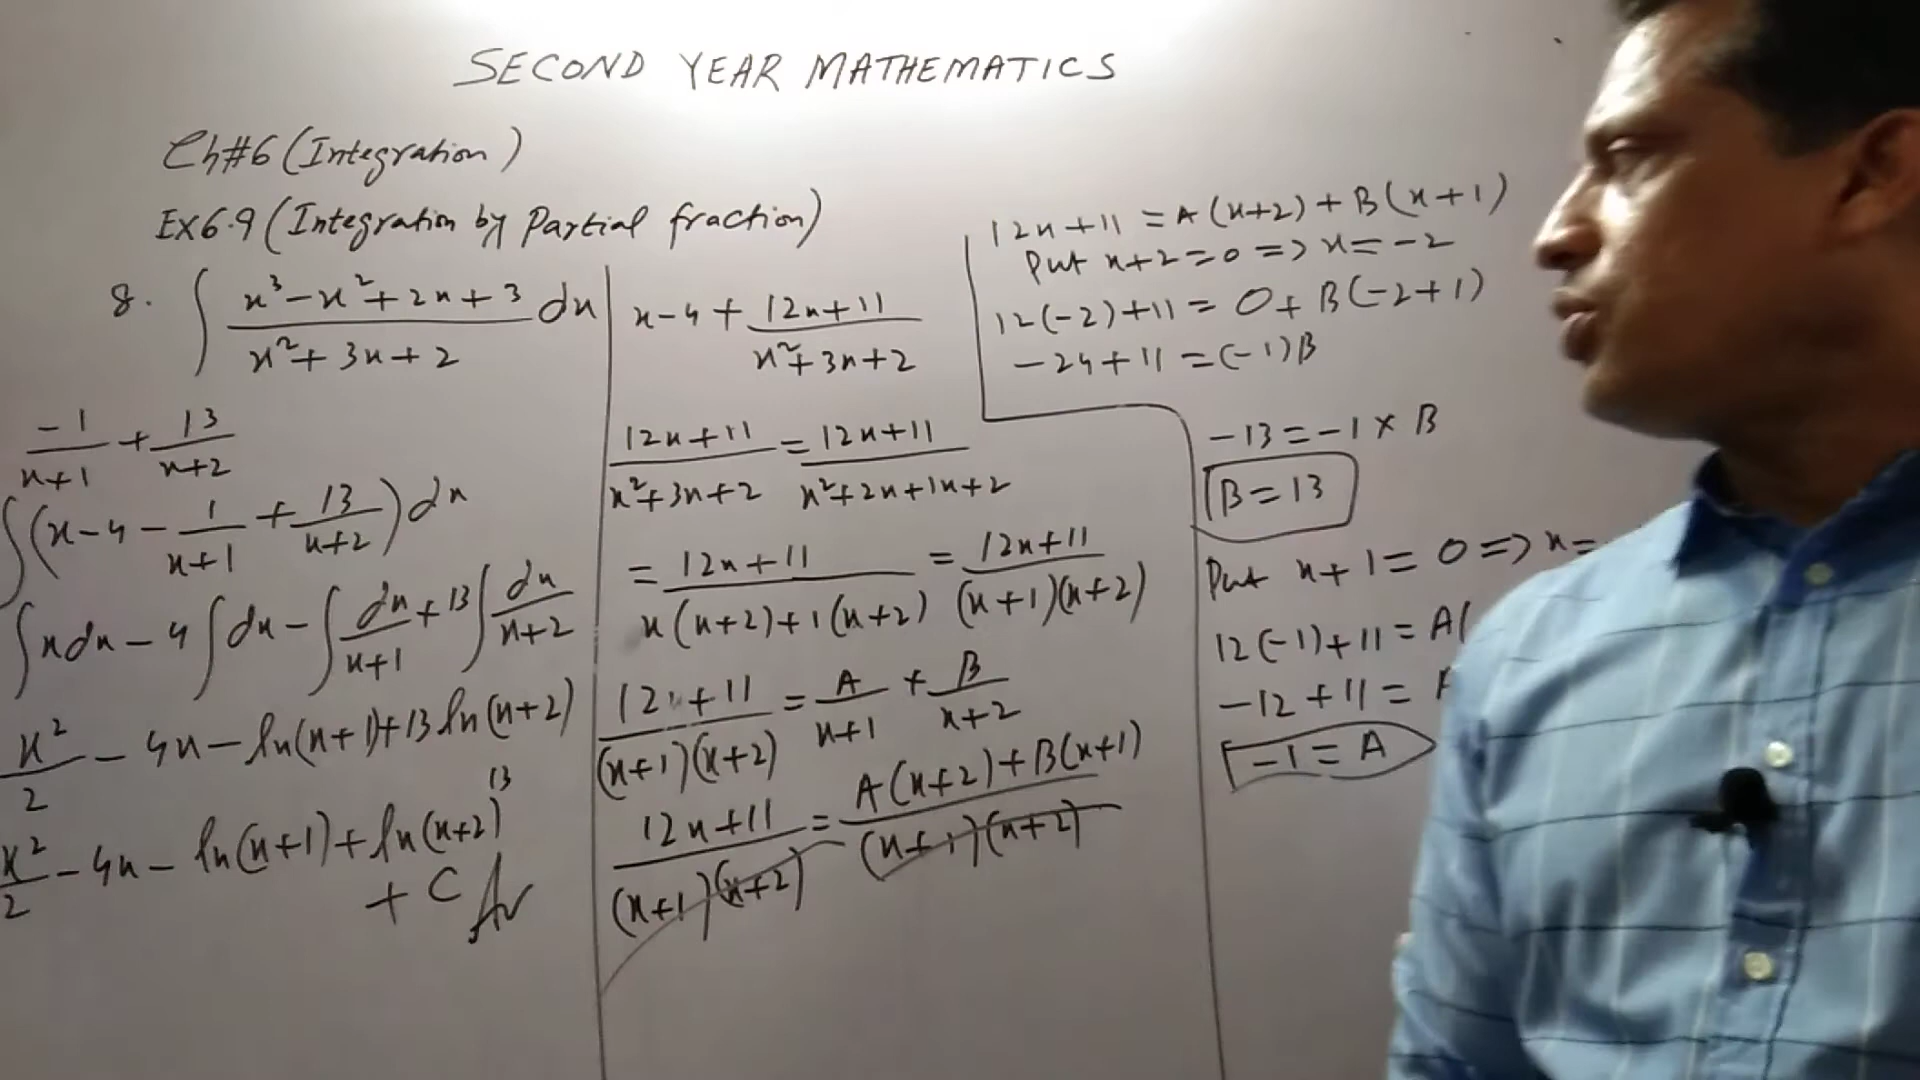 SECOND YEAR MATHEMATICS
Ch#6 (Integration)
Ex6.9 (Integration by Partial fraction)
8. ∫ (x³ - x² + 2x + 3)/(x² + 3x + 2) dx
-1/(x+1) + 13/(x+2)
∫(x - 4 - 1/(x+1) + 13/(x+2)) dx
∫xdx - 4∫dx - ∫dx/(x+1) + 13∫dx/(x+2)
x²/2 - 4x - ln(x+1) + 13 ln(x+2)
x²/2 - 4x - ln(x+1) + ln(x+2)¹³
+ C
x - 4 + (12x+11)/(x²+3x+2)
(12x+11)/(x²+3x+2) = (12x+11)/(x²+2x+1x+2)
= (12x+11)/(x(x+2)+1(x+2)) = (12x+11)/((x+1)(x+2))
(12x+11)/((x+1)(x+2)) = A/(x+1) + B/(x+2)
(12x+11)/((x+1)(x+2)) = (A(x+2)+B(x+1))/((x+1)(x+2))
12x+11 = A(x+2) + B(x+1)
Put x+2=0 => x=-2
12(-2)+11 = 0 + B(-2+1)
-24+11 = (-1)B
-13 = -1 × B
B = 13
Put x+1 = 0 => x =
12(-1)+11 = A(
-12+11 =
-1 = A